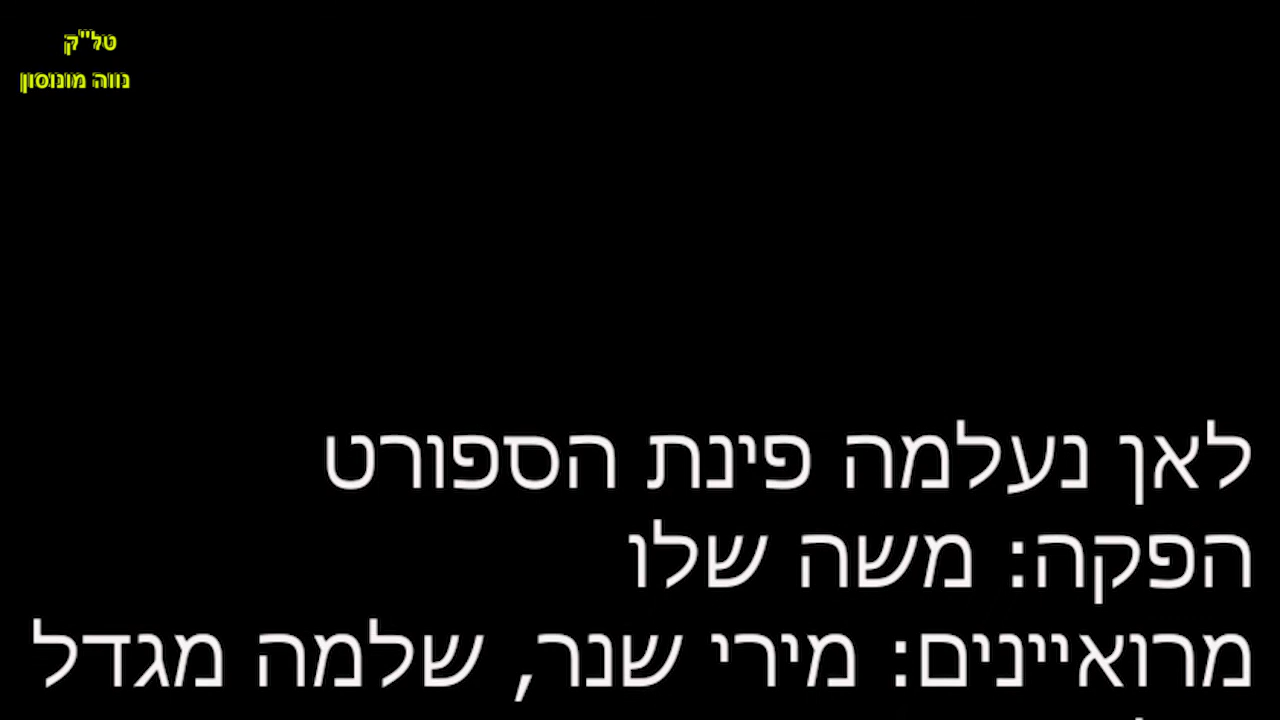 טל"ק
נווה מונוסון
לאן נעלמה פינת הספורט
הפקה: משה שלו
מרואיינים: מירי שנר, שלמה מגדל